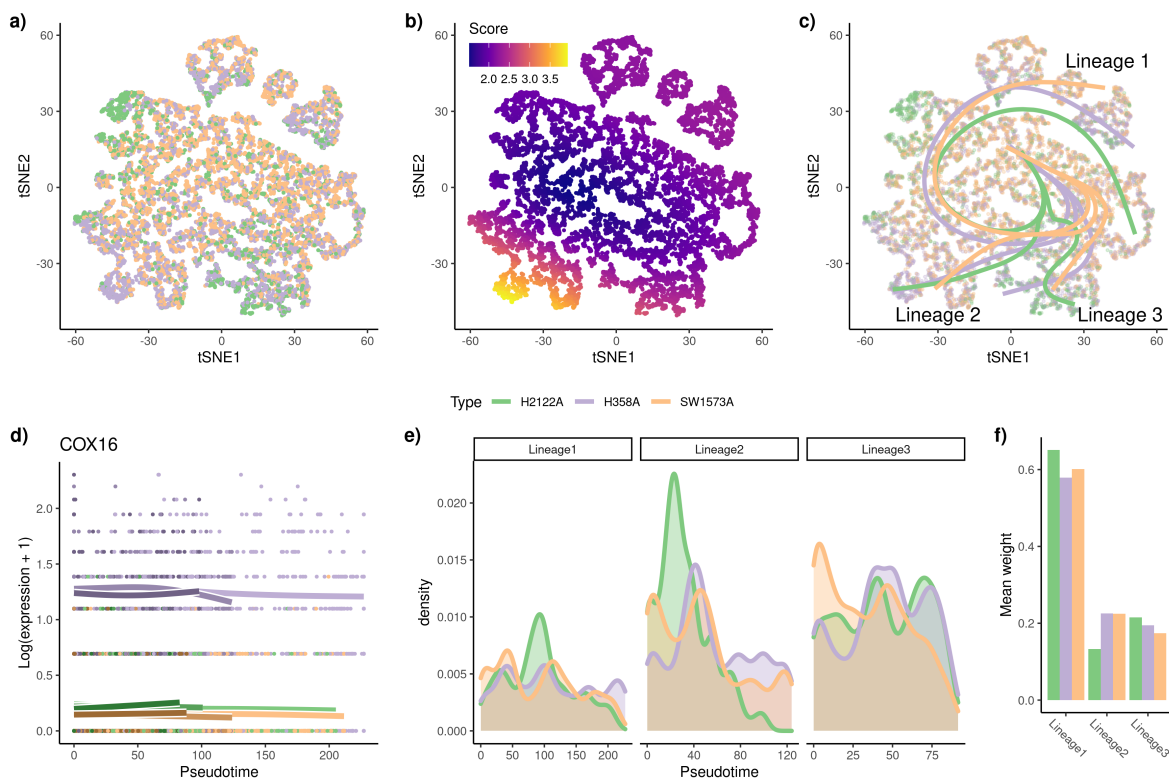 a)
b)
c)
60
30
0
-30
tSNE2
-60
-30
0
30
60
tSNE1
Score
2.0 2.5 3.0 3.5
60
30
0
-30
tSNE2
-60
-30
0
30
60
tSNE1
Lineage 1
Lineage 2
Lineage 3
60
30
0
-30
tSNE2
-60
-30
0
30
60
tSNE1
Type H2122A H358A SW1573A
d)
COX16
2.0
1.5
1.0
0.5
0.0
Log(expression + 1)
0
50
100
150
200
Pseudotime
e)
Lineage1
Lineage2
Lineage3
0.020
0.015
0.010
0.005
0.000
density
0 50 100 150 200
0 40 80 120
0 25 50 75
Pseudotime
f)
0.6
0.4
0.2
0.0
Mean weight
Lineage1
Lineage2
Lineage3